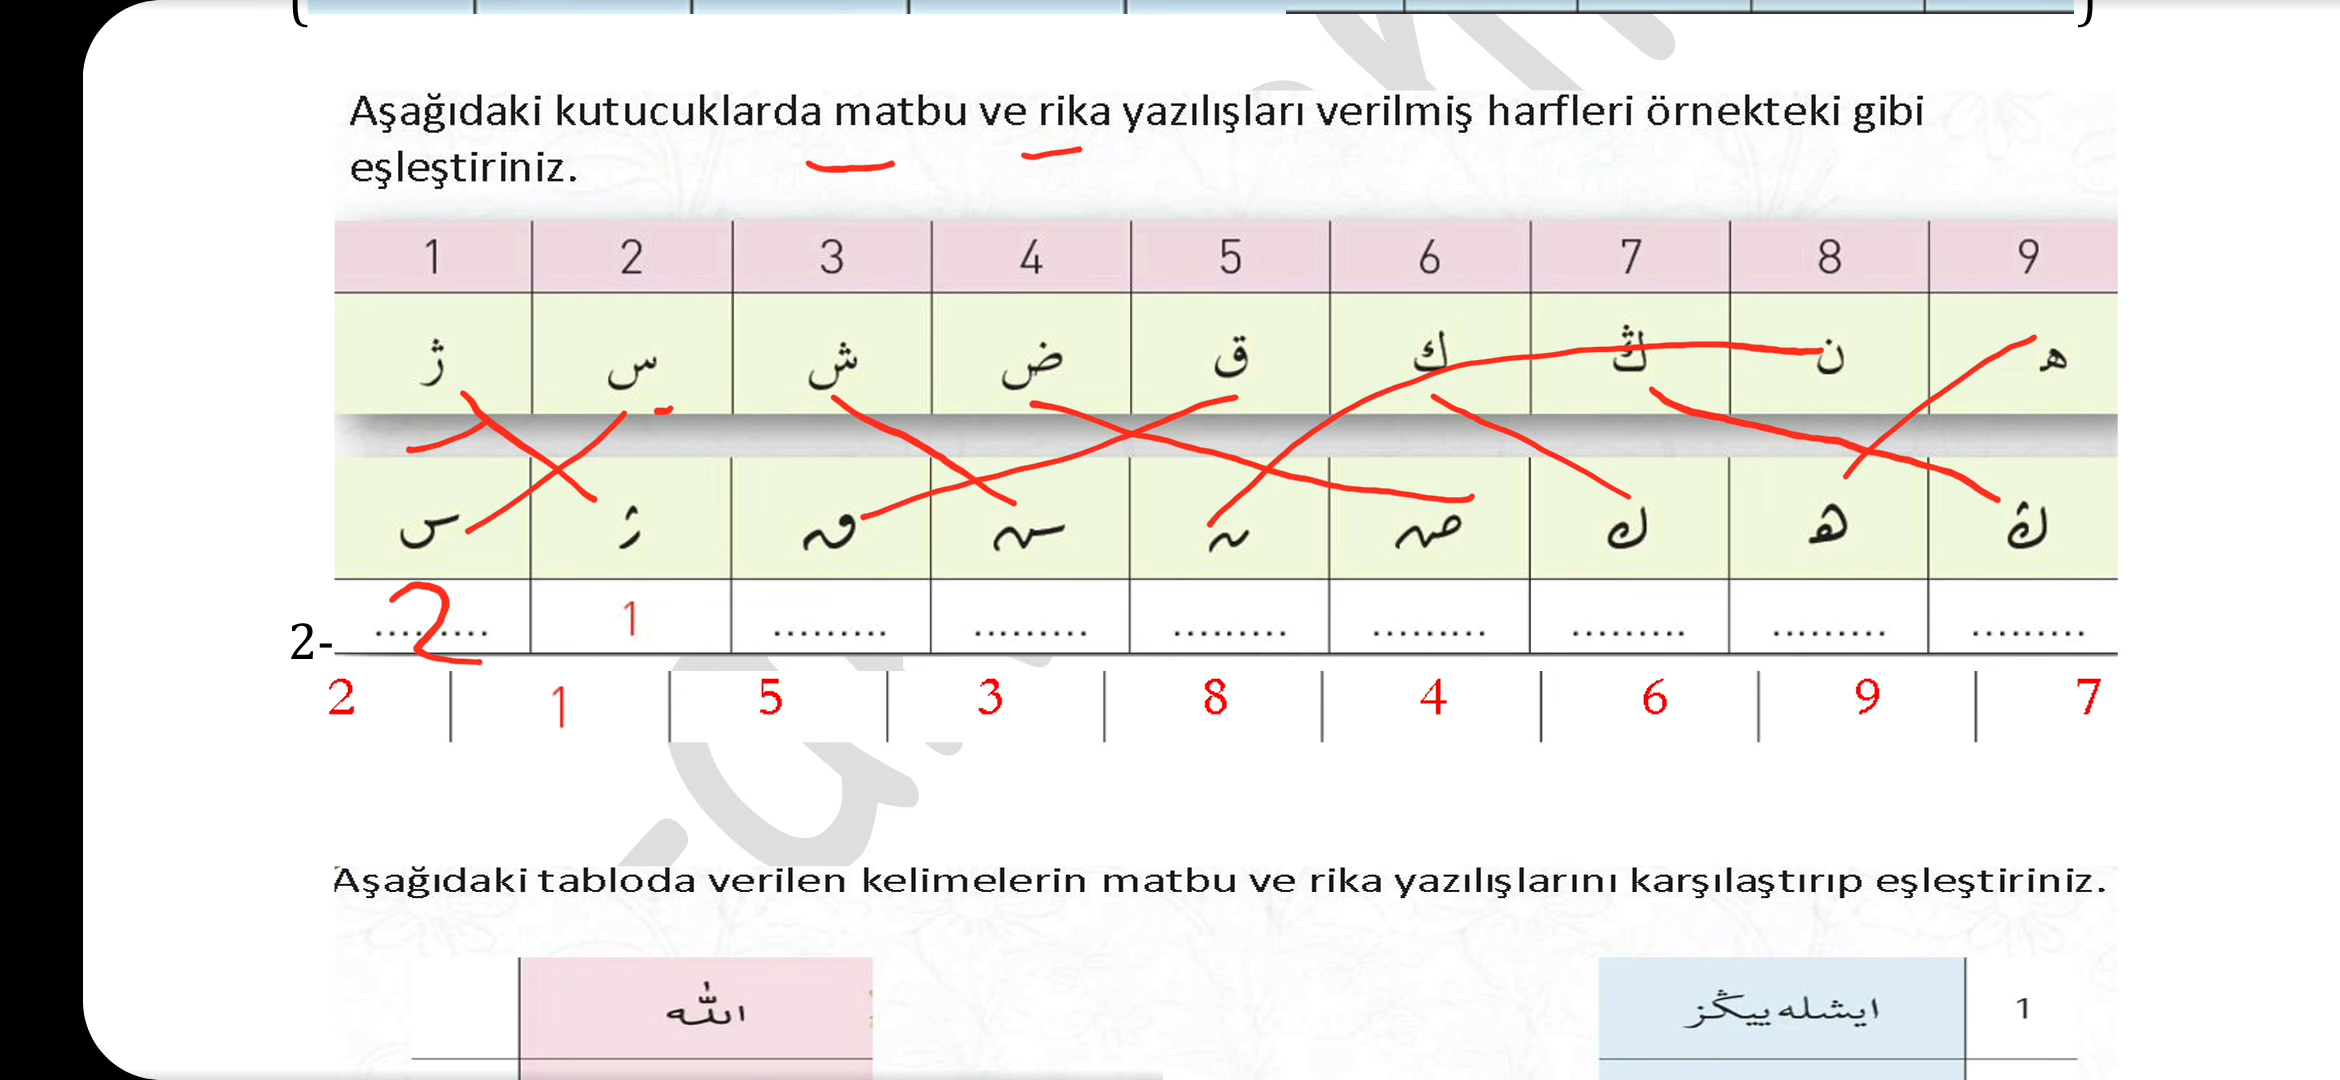 Aşağıdaki kutucuklarda matbu ve rika yazılışları verilmiş harfleri örnekteki gibi
eşleştiriniz.
1 2 3 4 5 6 7 8 9
ژ س ش ض ق ك ڭ ن ه
س ژ ق ش ن ض ك ه ڭ
2- 2 1 ......... ......... ......... ......... ......... ......... .........
2 1 5 3 8 4 6 9 7
Aşağıdaki tabloda verilen kelimelerin matbu ve rika yazılışlarını karşılaştırıp eşleştiriniz.
الله
ايشله‌ييڭز 1